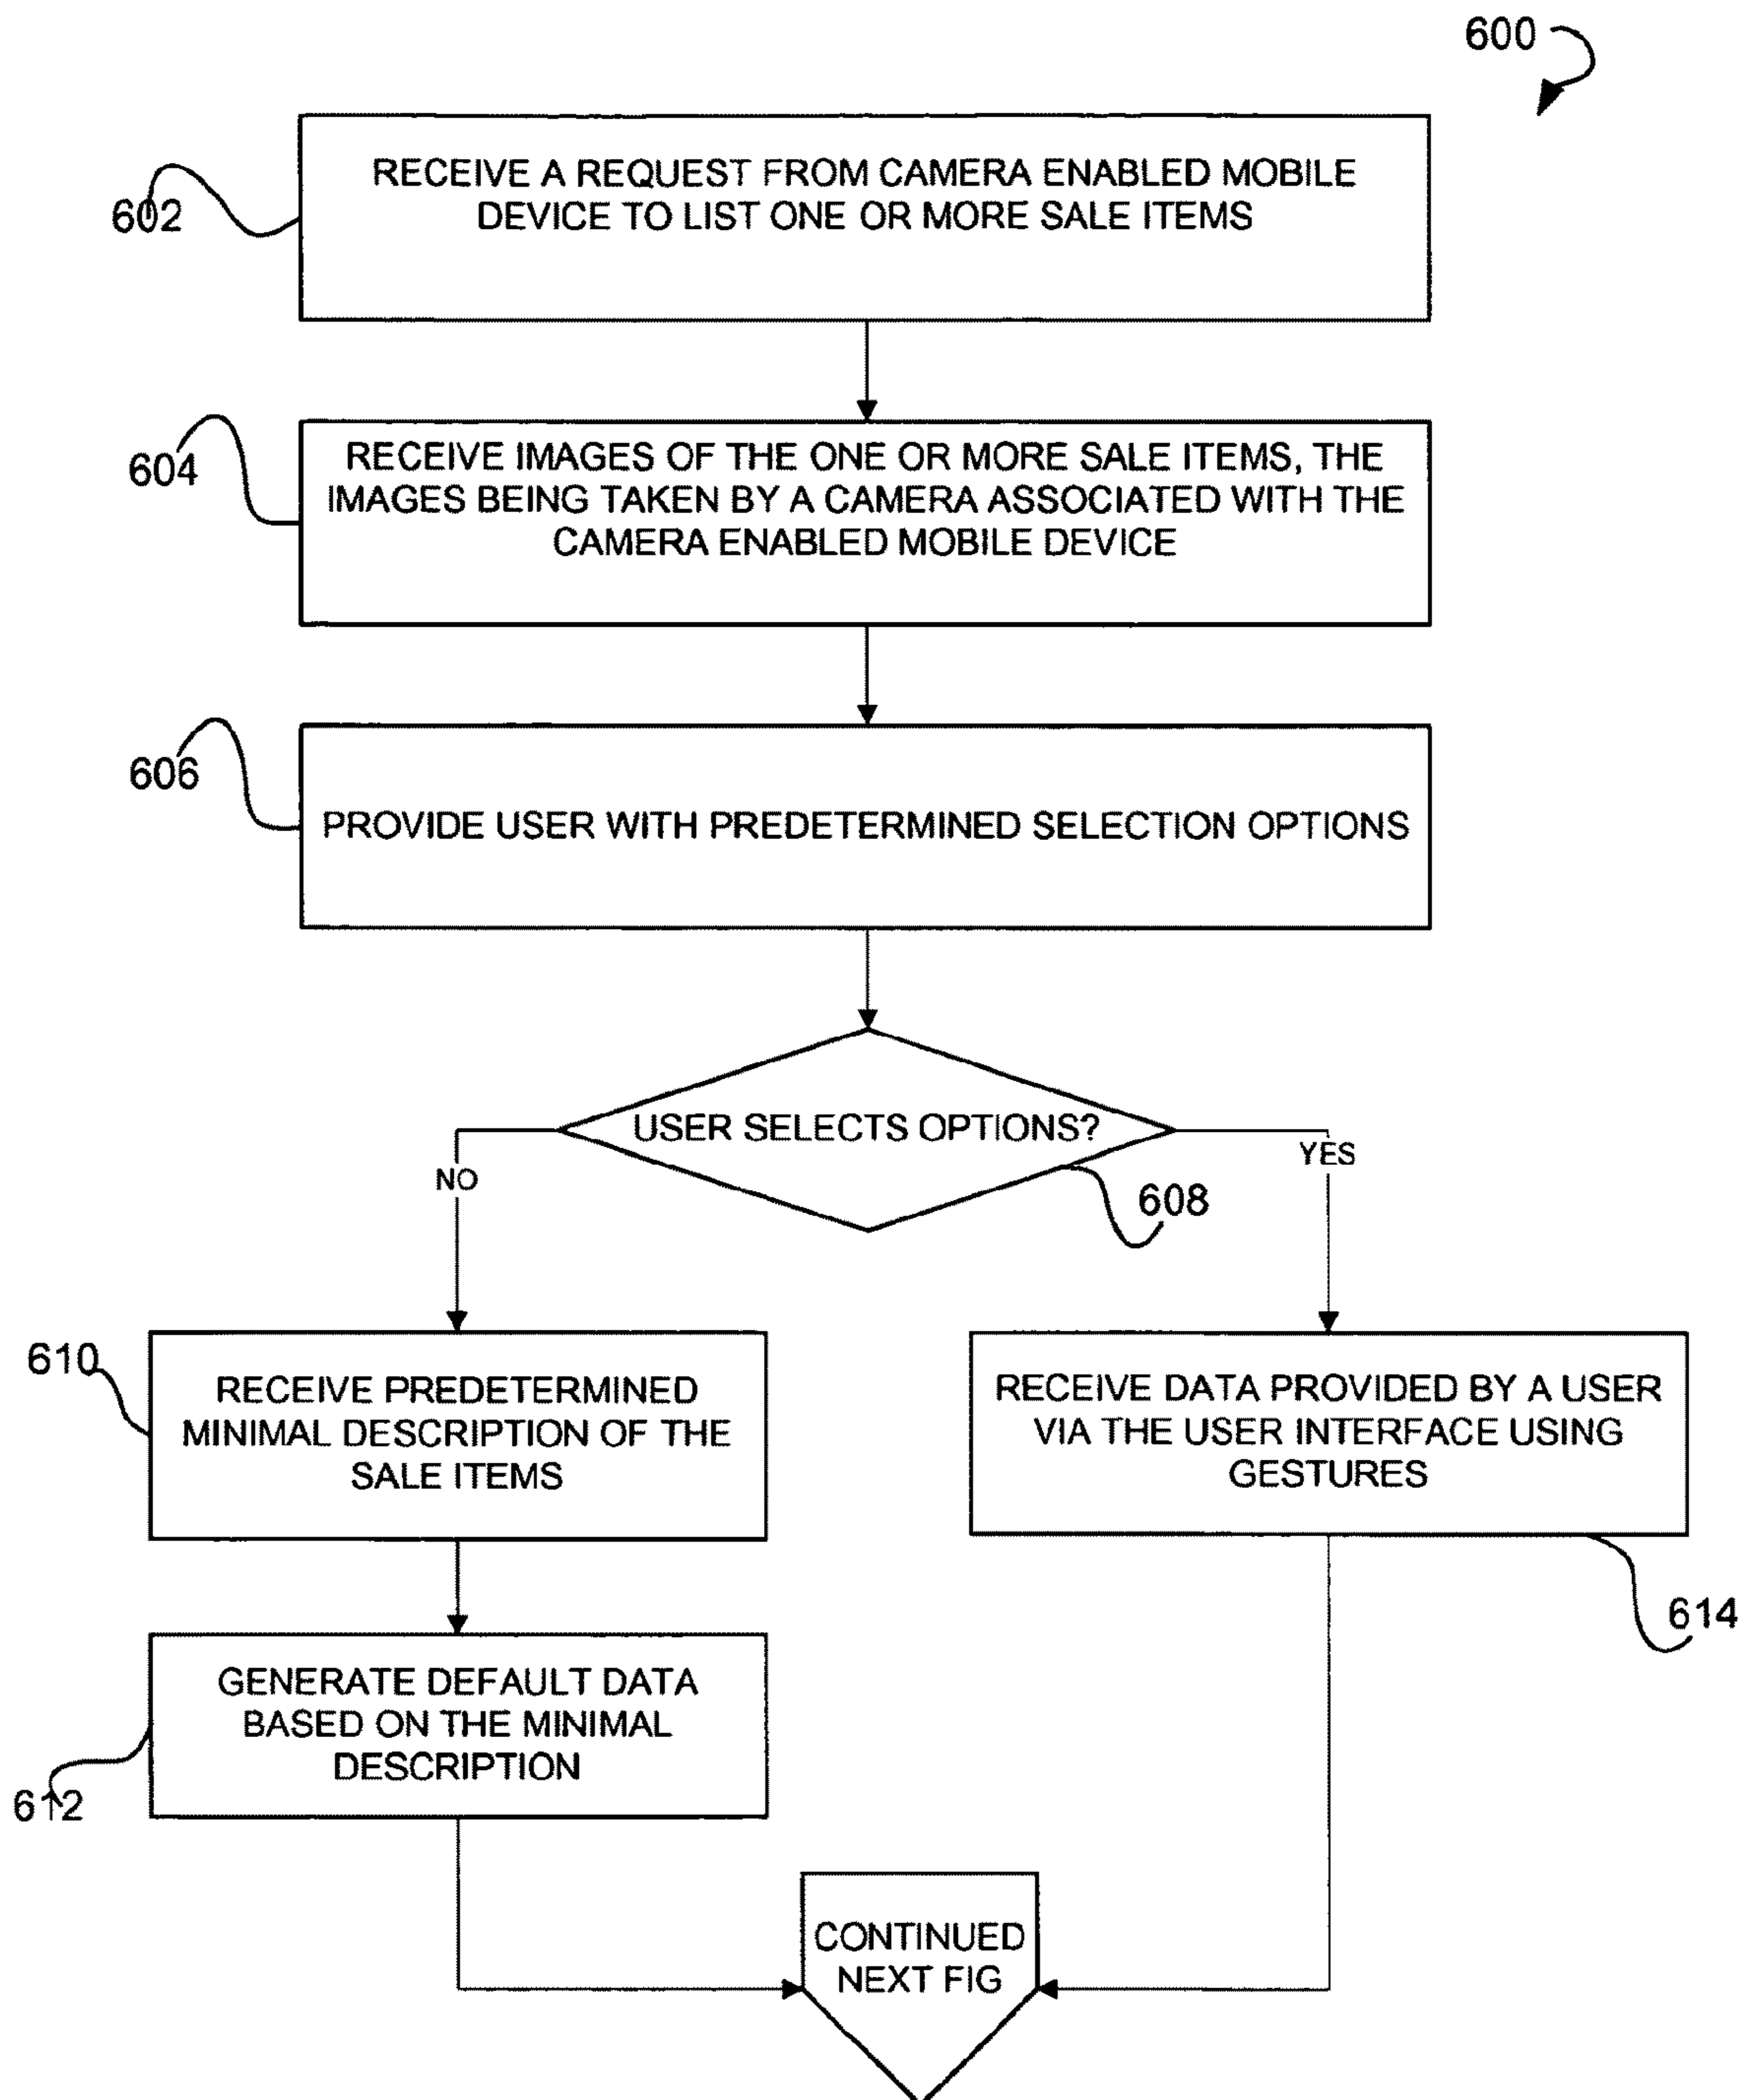 600
RECEIVE A REQUEST FROM CAMERA ENABLED MOBILE
DEVICE TO LIST ONE OR MORE SALE ITEMS
602
RECEIVE IMAGES OF THE ONE OR MORE SALE ITEMS, THE
IMAGES BEING TAKEN BY A CAMERA ASSOCIATED WITH THE
CAMERA ENABLED MOBILE DEVICE
604
606
PROVIDE USER WITH PREDETERMINED SELECTION OPTIONS
USER SELECTS OPTIONS?
NO
YES
608
610
RECEIVE PREDETERMINED
MINIMAL DESCRIPTION OF THE
SALE ITEMS
RECEIVE DATA PROVIDED BY A USER
VIA THE USER INTERFACE USING
GESTURES
614
GENERATE DEFAULT DATA
BASED ON THE MINIMAL
DESCRIPTION
612
CONTINUED
NEXT FIG